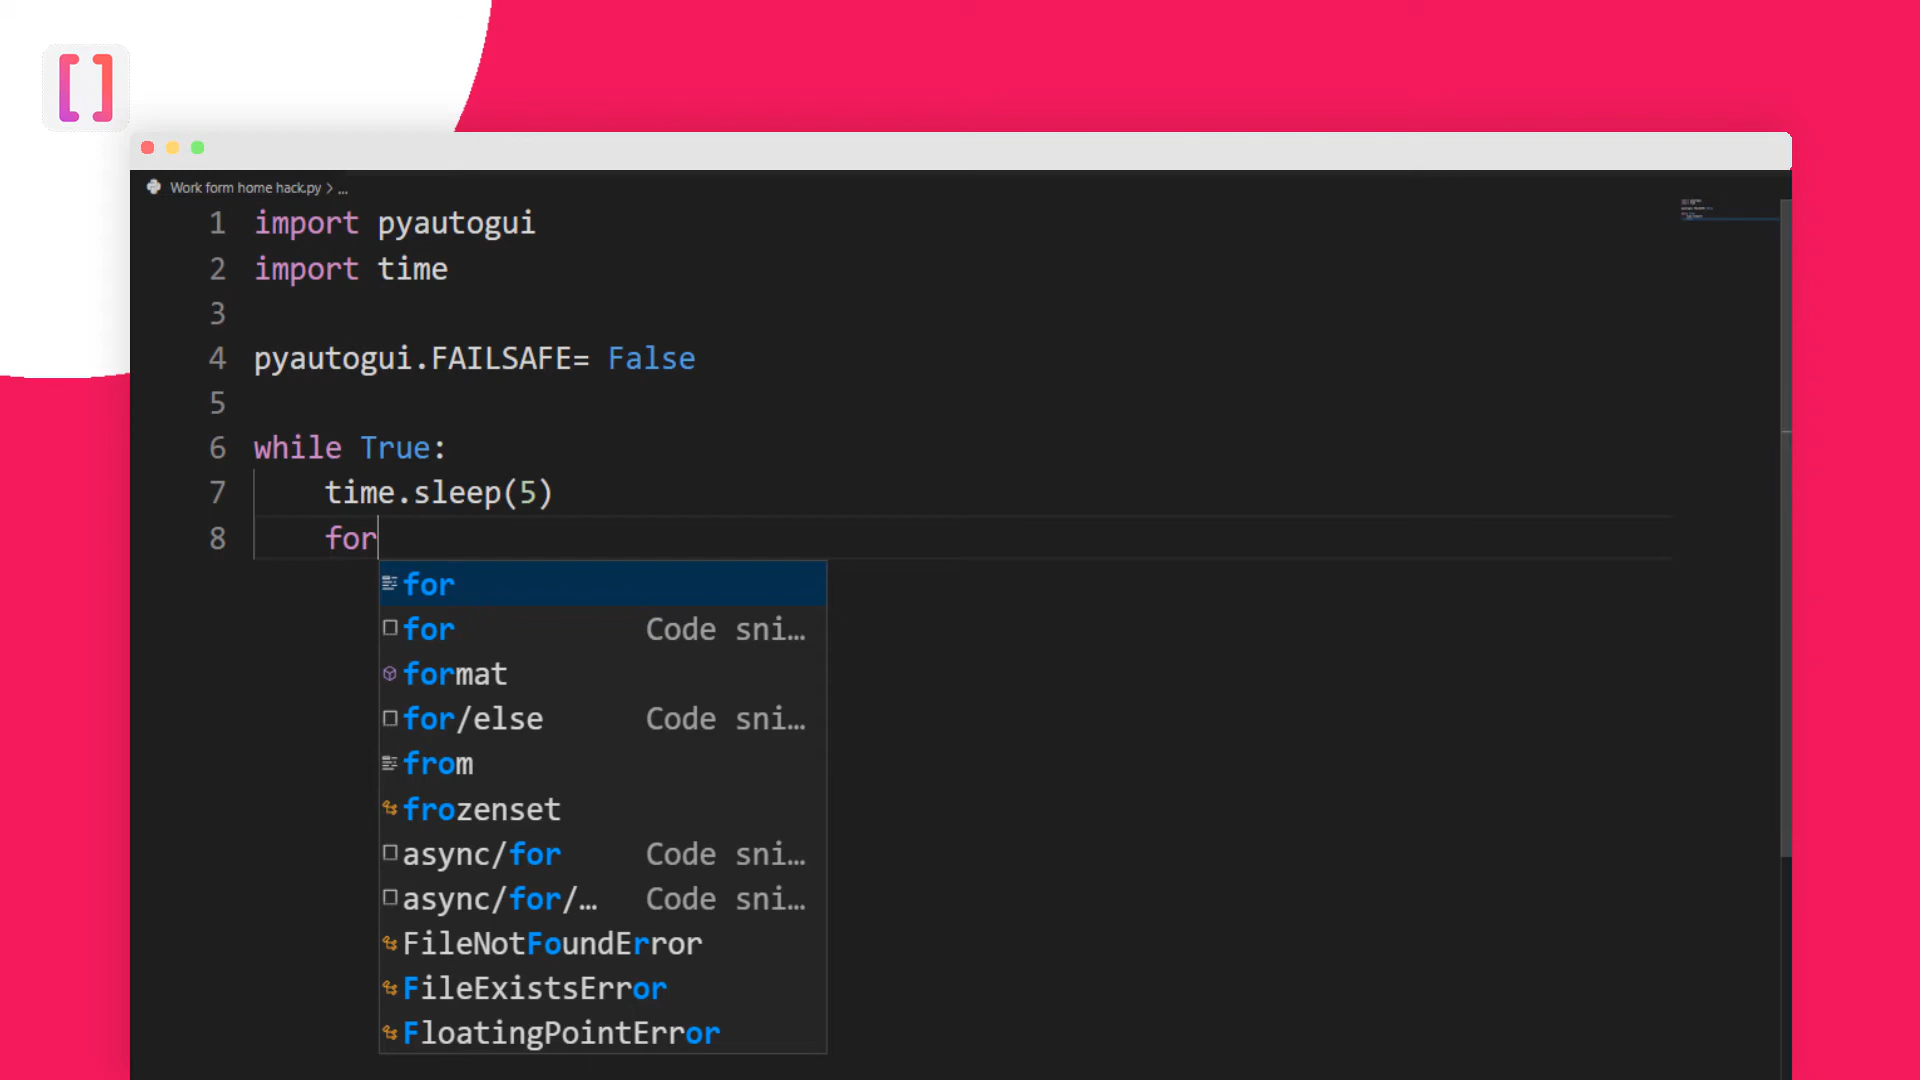 []
Work form home hack.py > ...
1 import pyautogui
2 import time
3
4 pyautogui.FAILSAFE= False
5
6 while True:
7 time.sleep(5)
8 for
for
for Code sni...
format
for/else Code sni...
from
frozenset
async/for Code sni...
async/for/... Code sni...
FileNotFoundError
FileExistsError
FloatingPointError